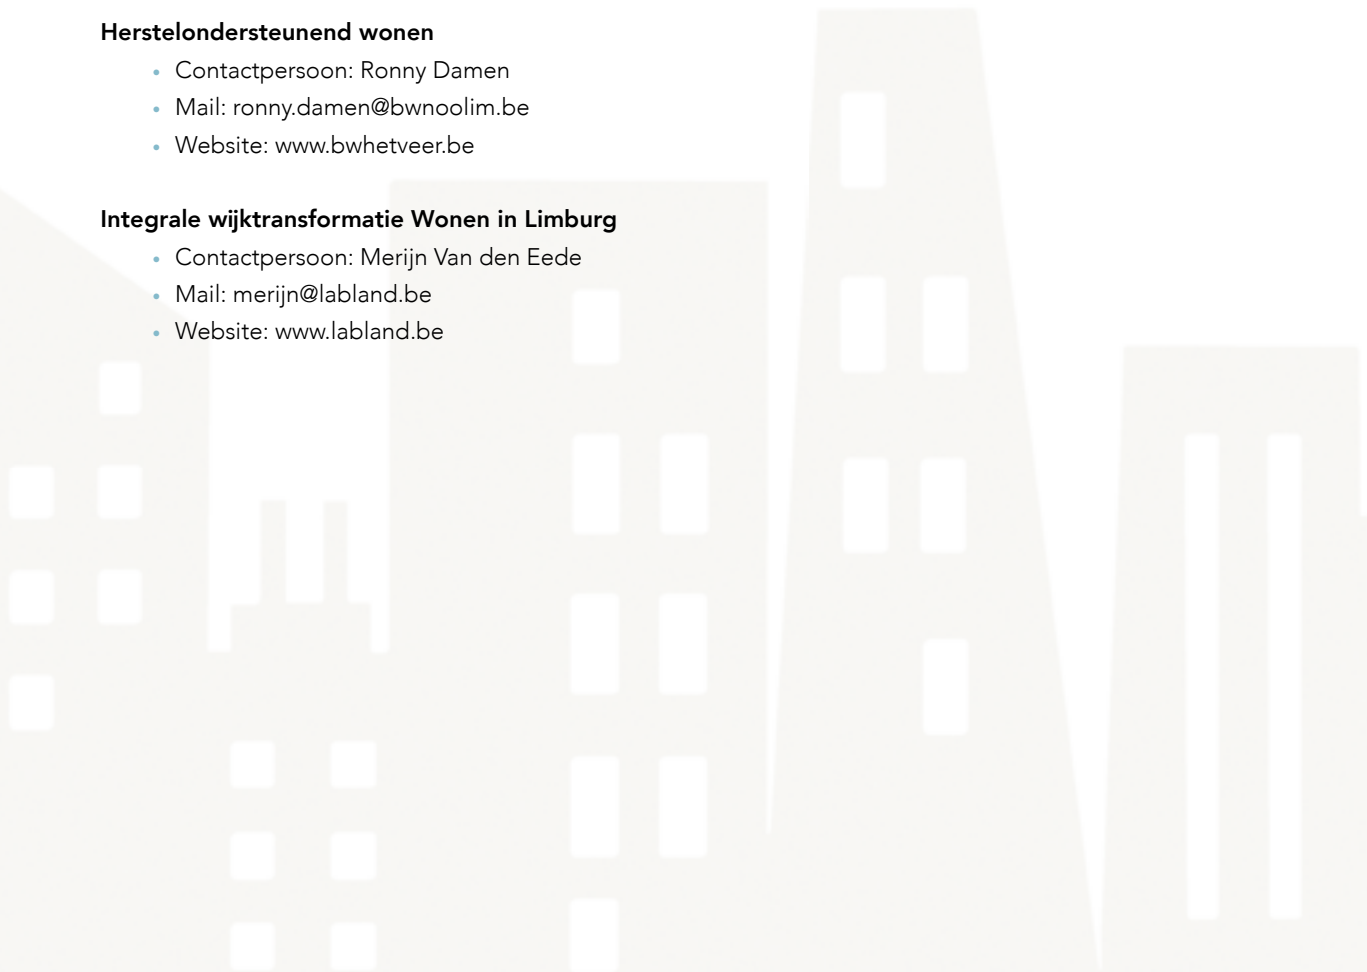 Herstelondersteunend wonen
• Contactpersoon: Ronny Damen
• Mail: ronny.damen@bwnoolim.be
• Website: www.bwhetveer.be
Integrale wijktransformatie Wonen in Limburg
• Contactpersoon: Merijn Van den Eede
• Mail: merijn@labland.be
• Website: www.labland.be